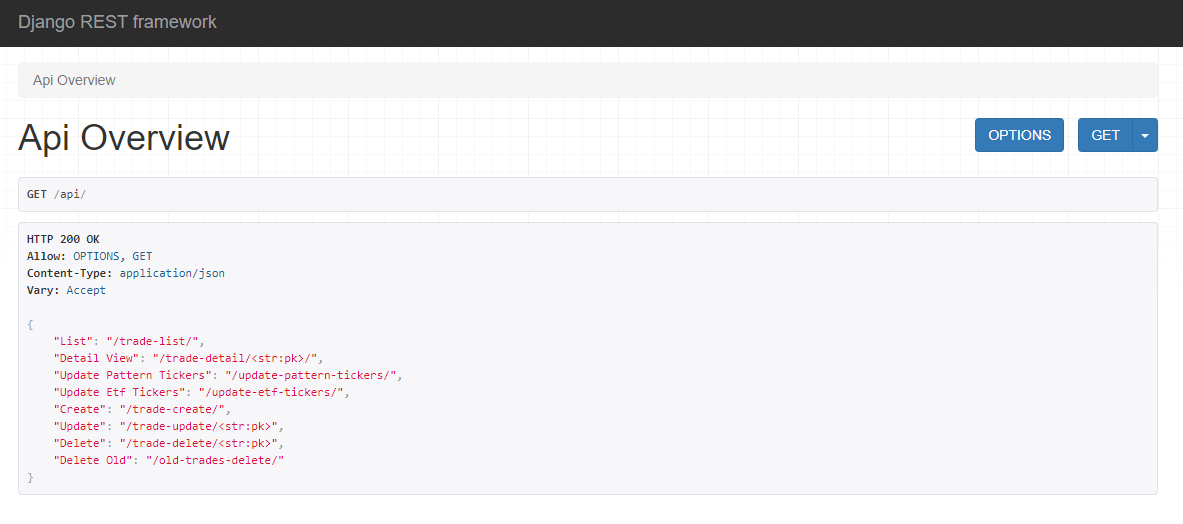 Django REST framework
Api Overview
Api Overview
OPTIONS
GET
GET /api/
HTTP 200 OK
Allow: OPTIONS, GET
Content-Type: application/json
Vary: Accept
{
    "List": "/trade-list/",
    "Detail View": "/trade-detail/<str:pk>/",
    "Update Pattern Tickers": "/update-pattern-tickers/",
    "Update Etf Tickers": "/update-etf-tickers/",
    "Create": "/trade-create/",
    "Update": "/trade-update/<str:pk>",
    "Delete": "/trade-delete/<str:pk>",
    "Delete Old": "/old-trades-delete/"
}